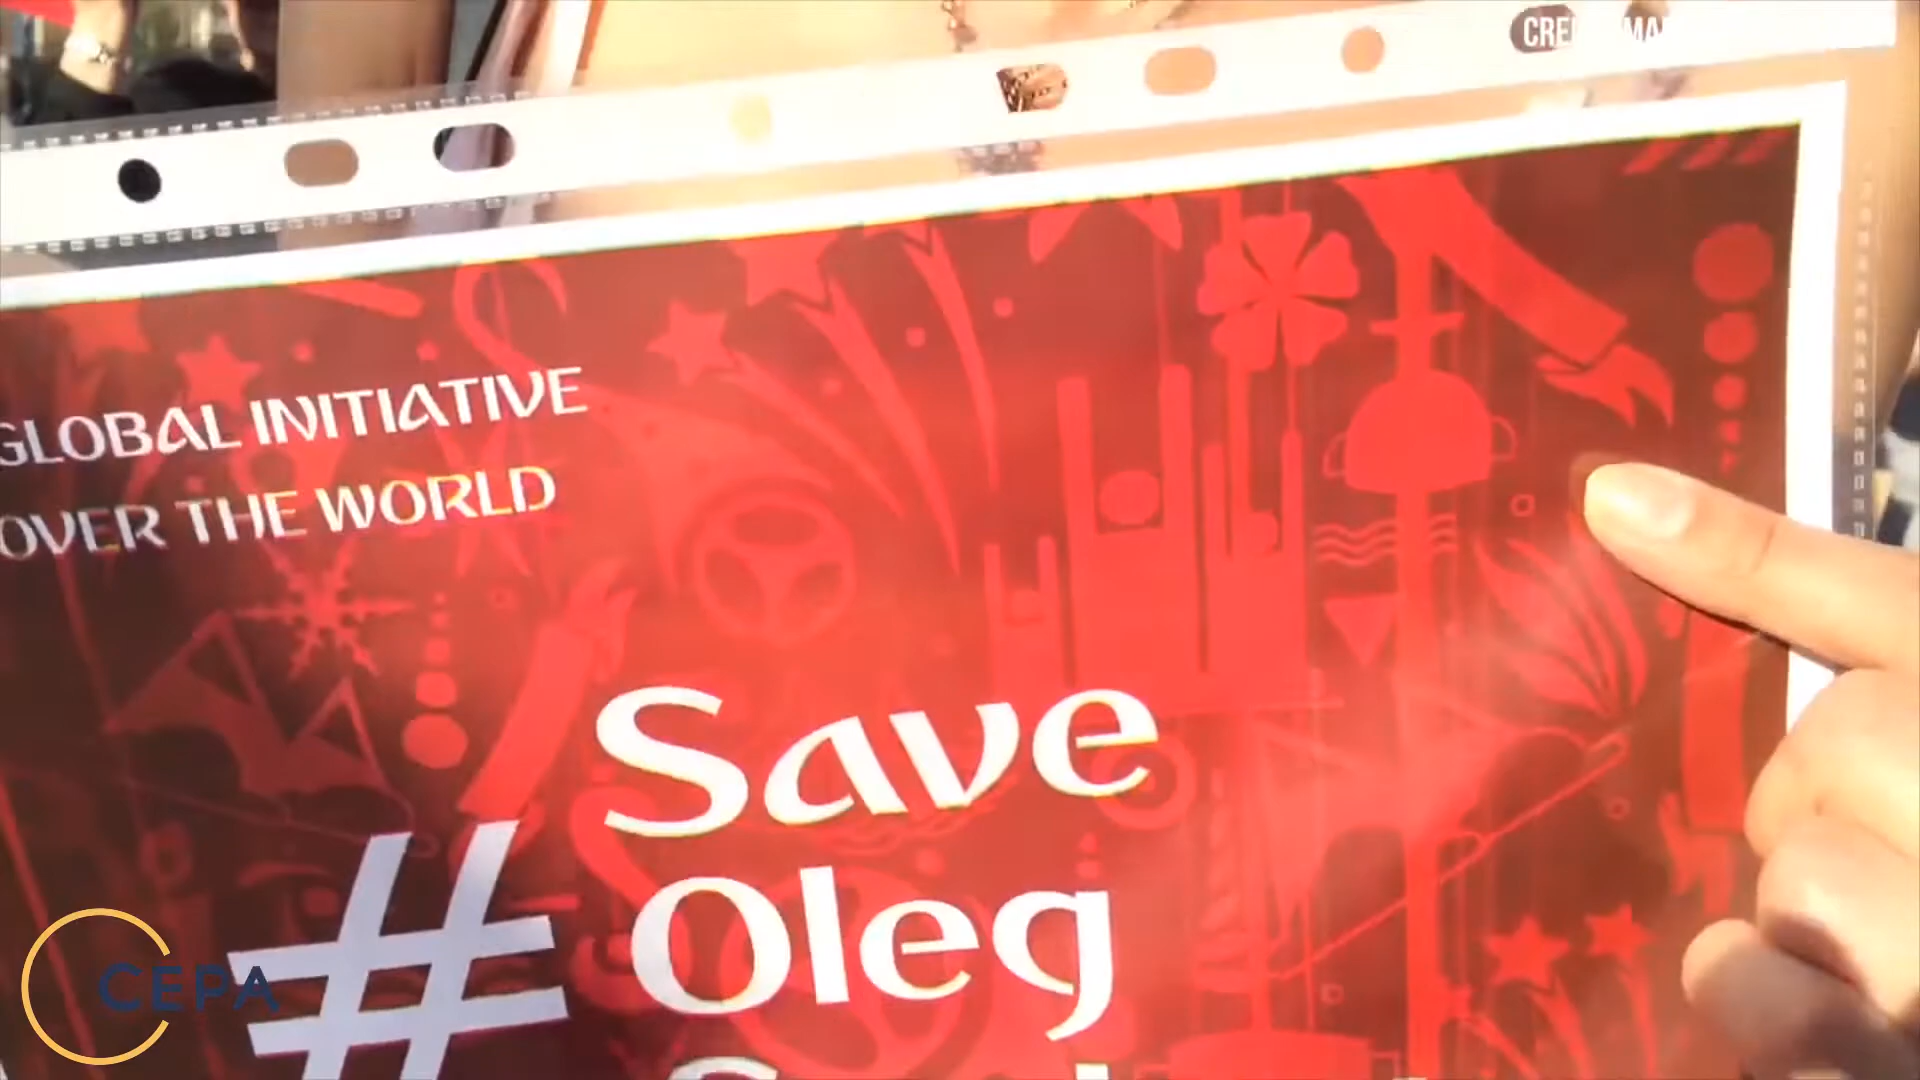 GLOBAL INITIATIVE
OVER THE WORLD
#
Save
Oleg
CEPA